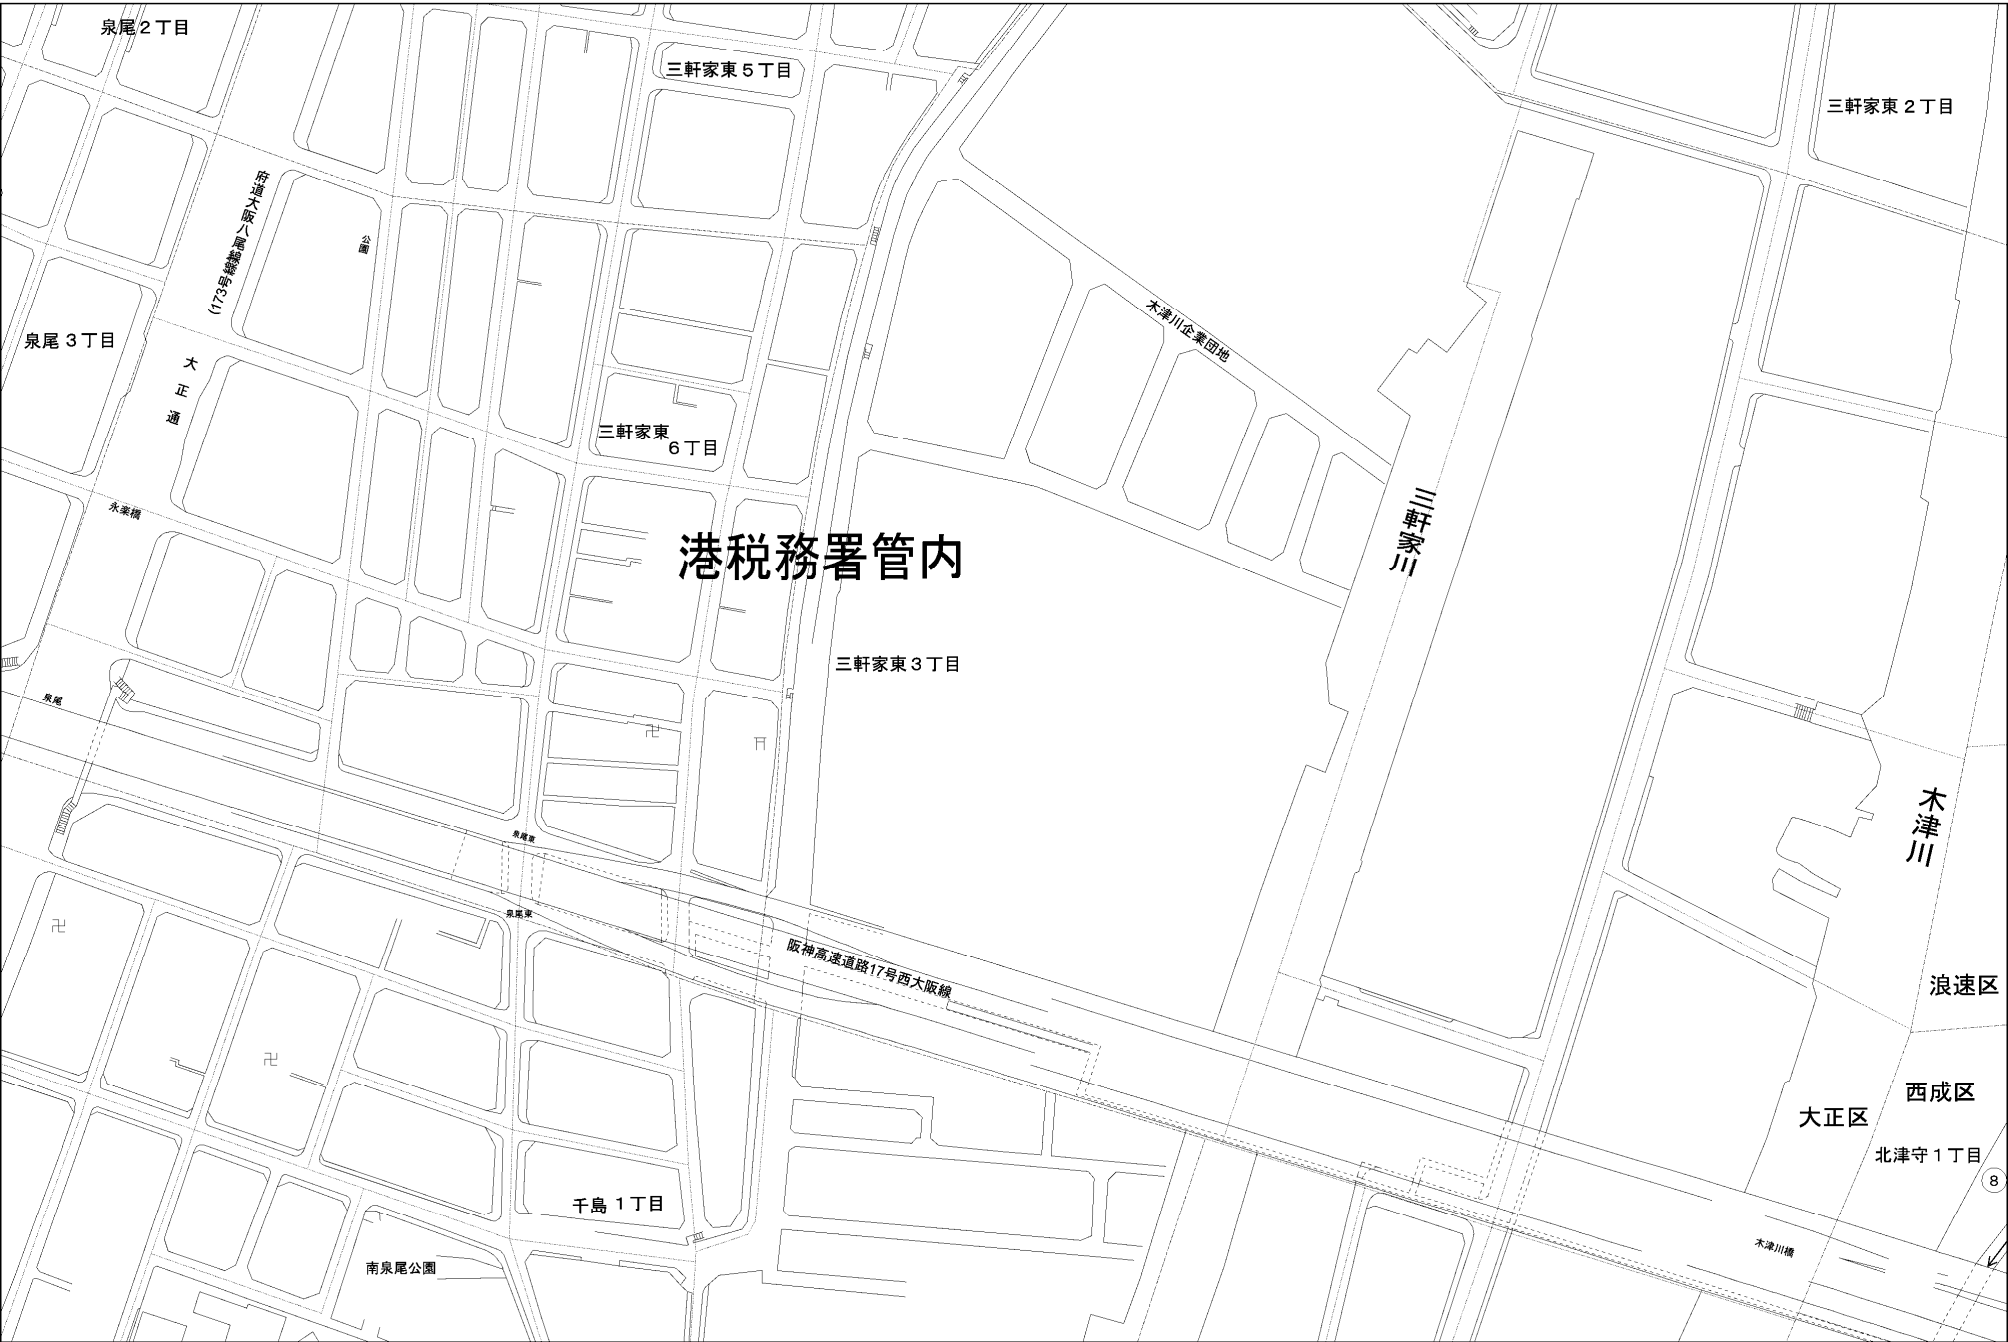 泉尾２丁目
三軒家東５丁目
三軒家東２丁目
府道大阪八尾線
(173号線)
公園
木津川企業団地
泉尾３丁目
大正通
三軒家東
６丁目
永楽橋
三軒家川
港税務署管内
三軒家東３丁目
泉尾
木津川
泉尾東
泉尾東
阪神高速道路17号西大阪線
浪速区
西成区
大正区
北津守１丁目
8
千島１丁目
南泉尾公園
木津川橋